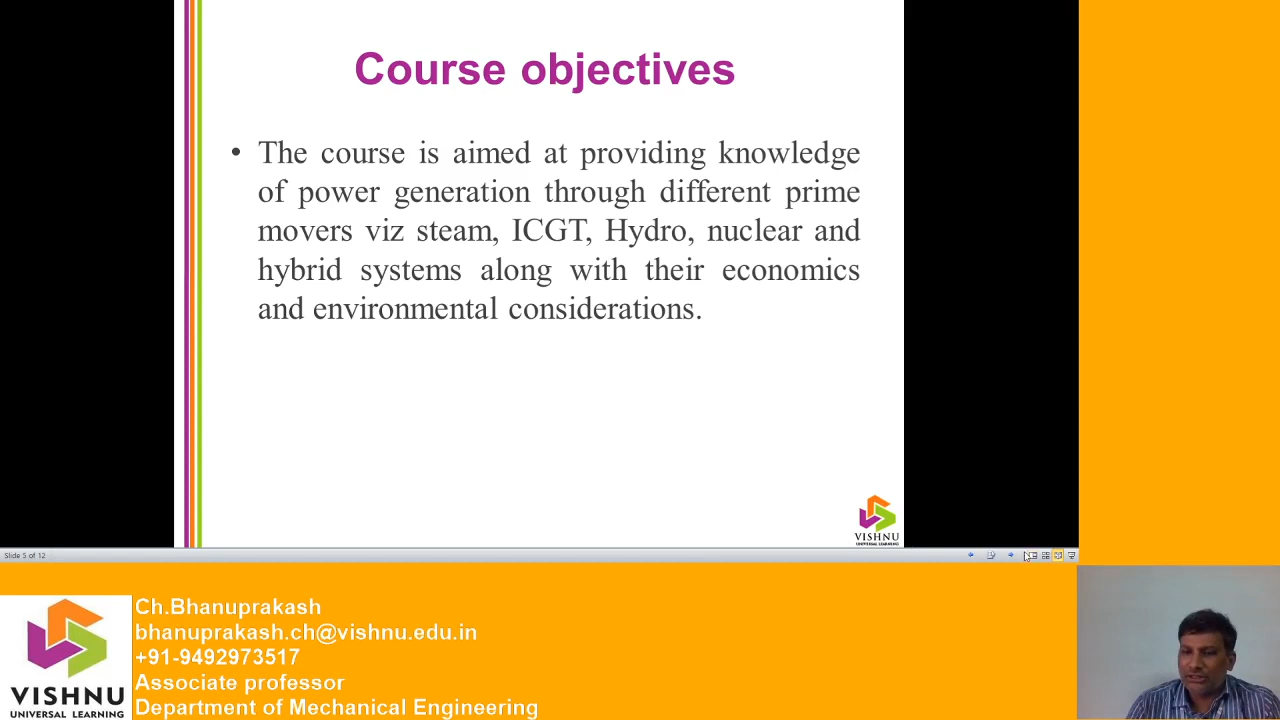 Course objectives
• The course is aimed at providing knowledge
of power generation through different prime
movers viz steam, ICGT, Hydro, nuclear and
hybrid systems along with their economics
and environmental considerations.
VISHNU
UNIVERSAL LEARNING
Slide 5 of 12
Ch.Bhanuprakash
bhanuprakash.ch@vishnu.edu.in
+91-9492973517
Associate professor
Department of Mechanical Engineering
VISHNU
UNIVERSAL LEARNING